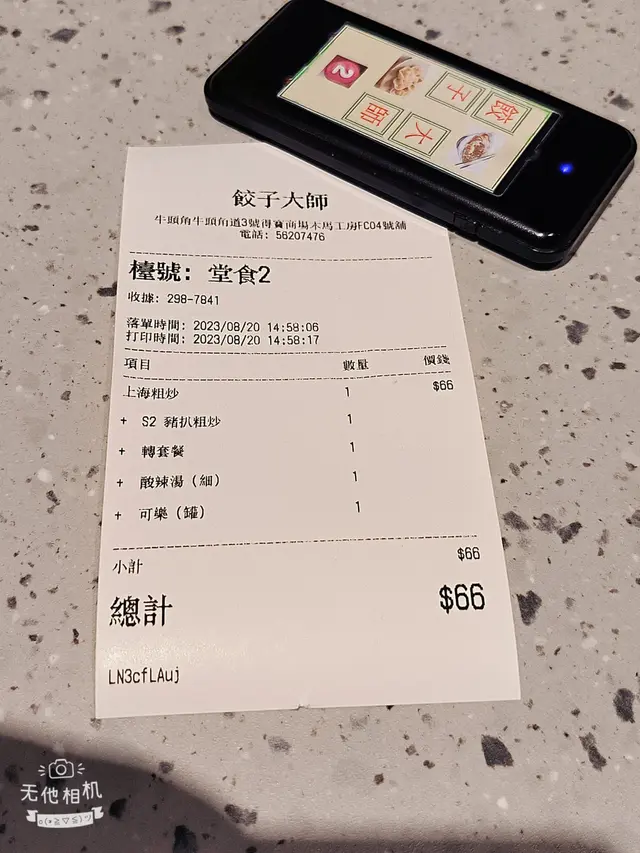 餃子
大師
2
餃子大師
牛頭角牛頭角道3號得寶商場木馬工房FC04號舖
電話: 56207476
檯號: 堂食2
收據: 298-7841
落單時間: 2023/08/20 14:58:06
打印時間: 2023/08/20 14:58:17
項目 數量 價錢
上海粗炒 1 $66
+ S2 豬扒粗炒 1
+ 轉套餐 1
+ 酸辣湯（細） 1
+ 可樂（罐） 1
小計 $66
總計 $66
LN3cfLAuj
无他相机